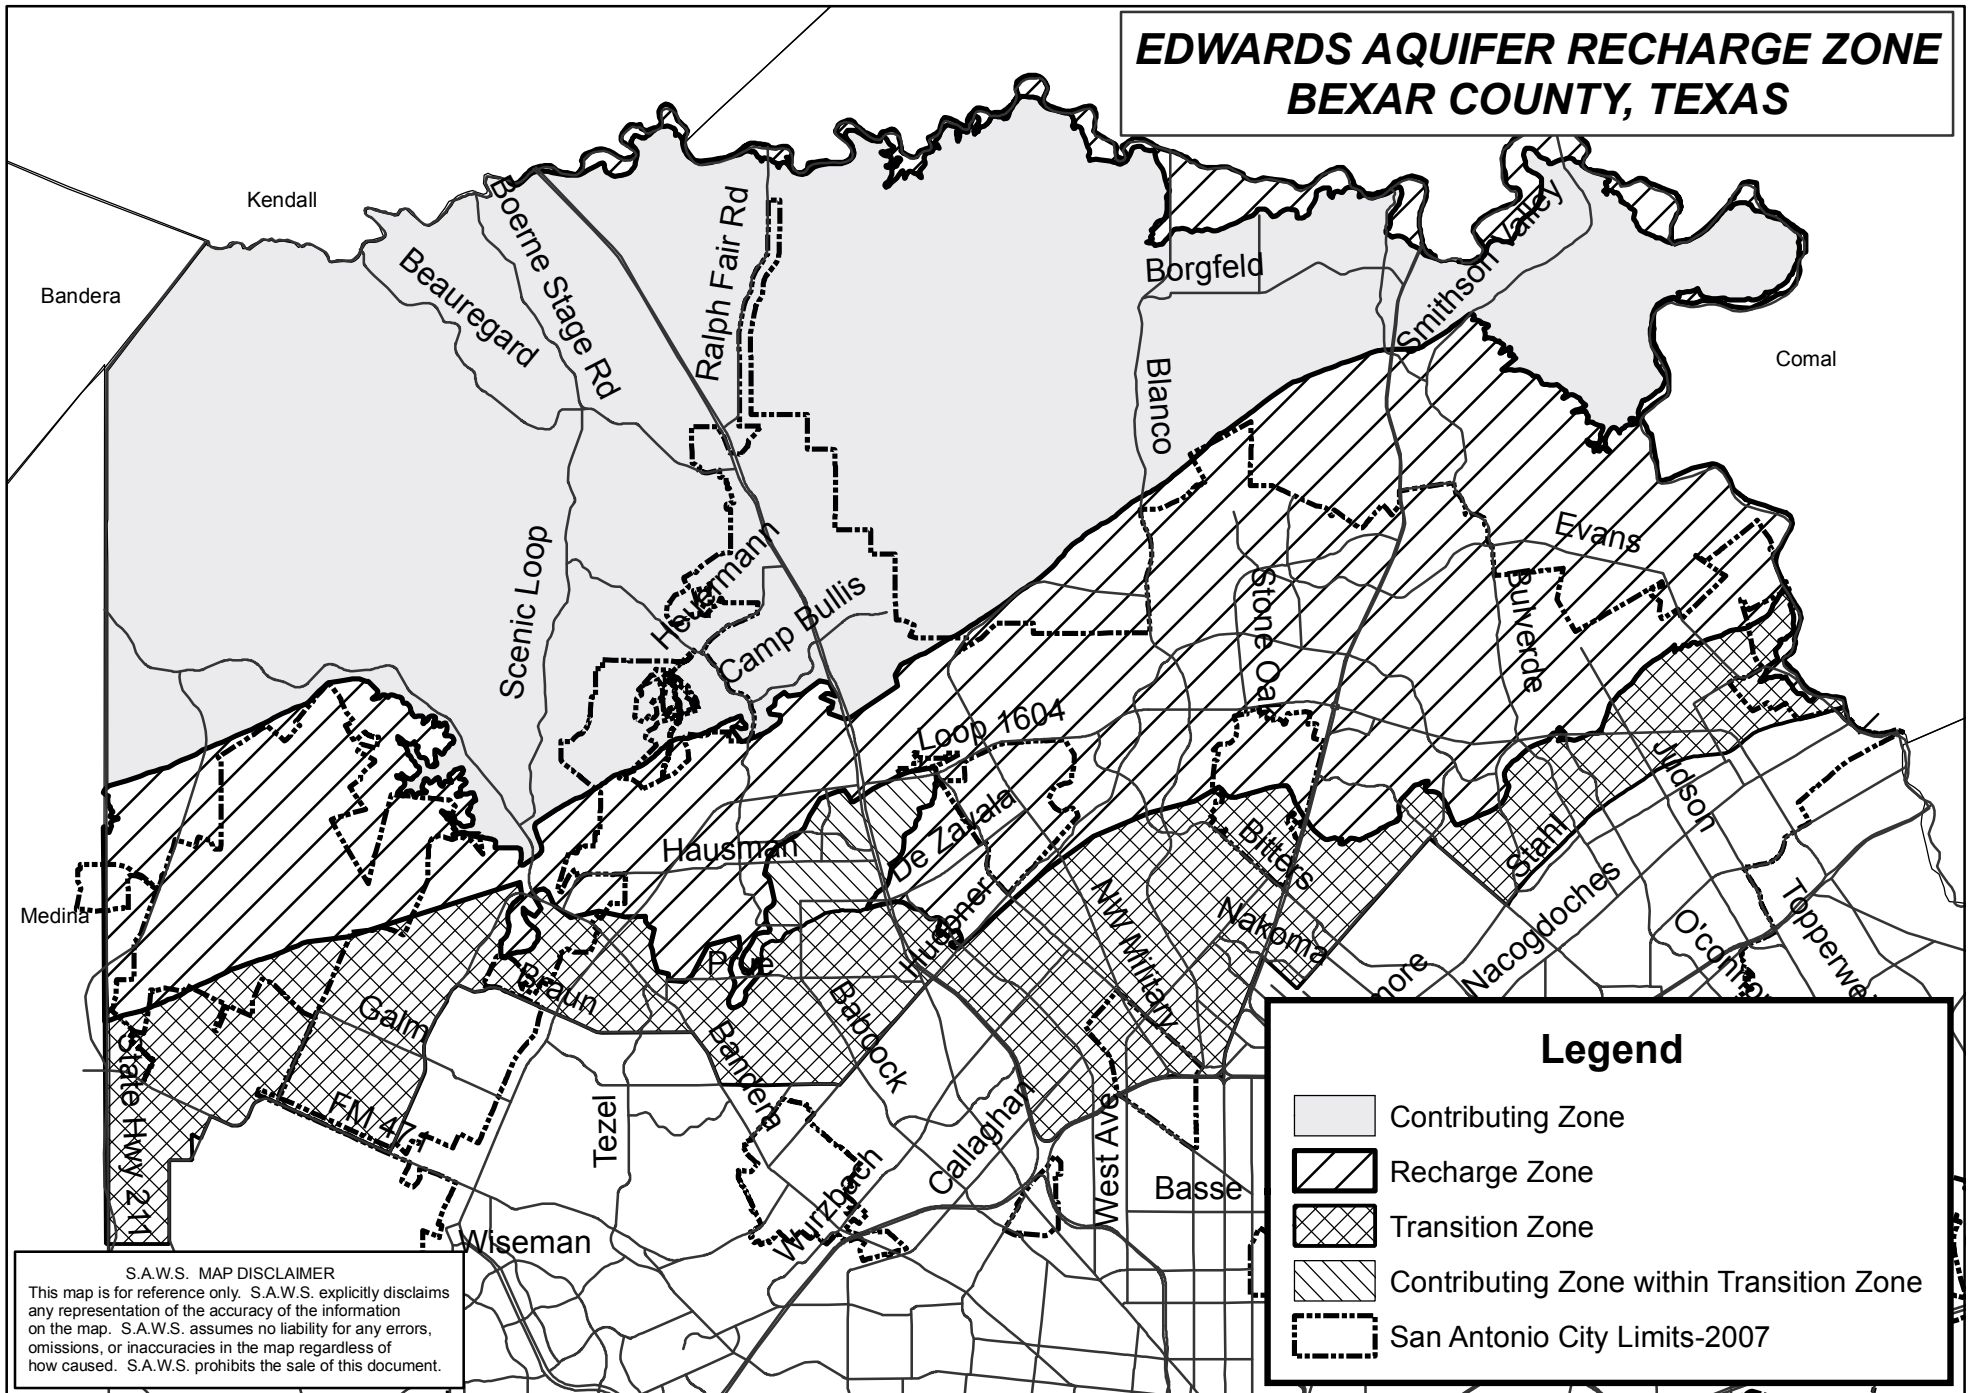 EDWARDS AQUIFER RECHARGE ZONE
BEXAR COUNTY, TEXAS
Kendall
Bandera
Comal
Medina
Boerne Stage Rd
Beauregard
Ralph Fair Rd
Borgfeld
Smithson Valley
Blanco
Scenic Loop
Heuermann
Camp Bullis
Stone Oak
Evans
Bulverde
Loop 1604
Judson
De Zavala
Hausman
Huebner
Bitters
Stahl
NW Military
Nakoma
Nacogdoches
O'connor
Galm
Braun
Babcock
Bandera
FM 471
State Hwy 211
Tezel
Callaghan
Wurzbach
West Ave
Basse
Wiseman
Legend
Contributing Zone
Recharge Zone
Transition Zone
Contributing Zone within Transition Zone
San Antonio City Limits-2007
S.A.W.S. MAP DISCLAIMER
This map is for reference only. S.A.W.S. explicitly disclaims
any representation of the accuracy of the information
on the map. S.A.W.S. assumes no liability for any errors,
omissions, or inaccuracies in the map regardless of
how caused. S.A.W.S. prohibits the sale of this document.